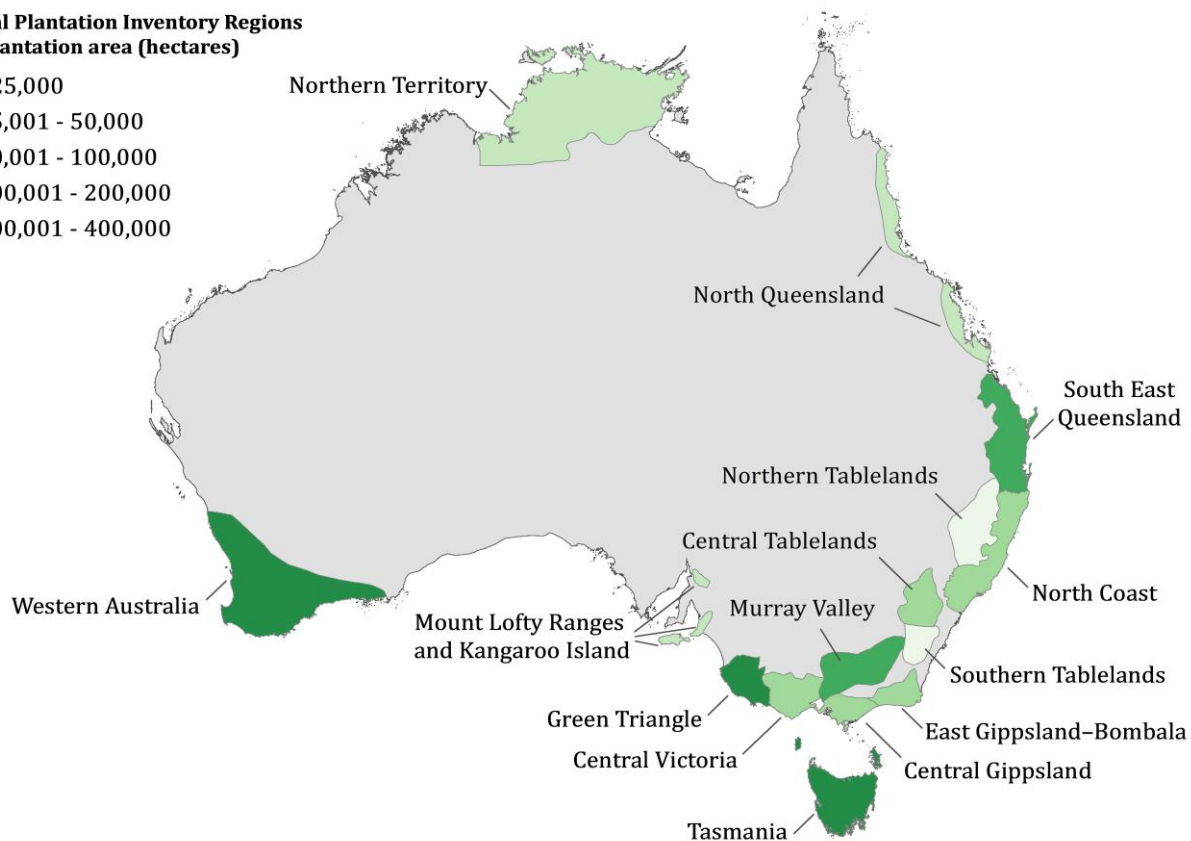 al Plantation Inventory Regions
lantation area (hectares)
25,000
5,001 - 50,000
0,001 - 100,000
00,001 - 200,000
00,001 - 400,000
Northern Territory
North Queensland
South East
Queensland
Northern Tablelands
Central Tablelands
North Coast
Western Australia
Mount Lofty Ranges
and Kangaroo Island
Murray Valley
Southern Tablelands
Green Triangle
East Gippsland–Bombala
Central Victoria
Central Gippsland
Tasmania